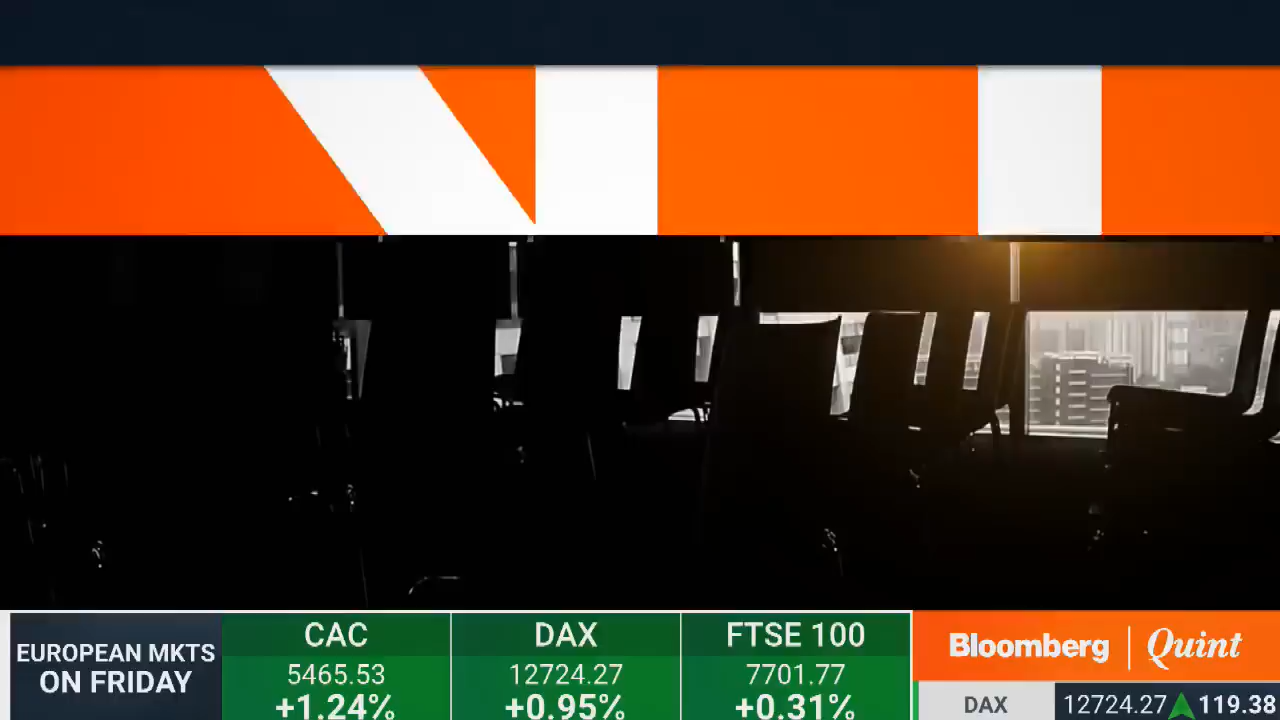 EUROPEAN MKTS
ON FRIDAY
CAC
5465.53
+1.24%
DAX
12724.27
+0.95%
FTSE 100
7701.77
+0.31%
Bloomberg | Quint
DAX 12724.27 ▲ 119.38